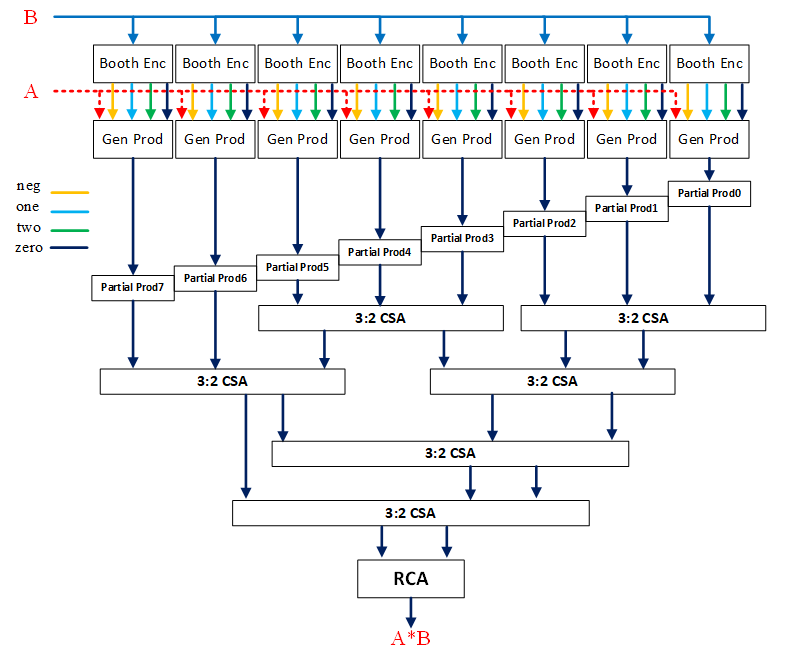 B
Booth Enc Booth Enc Booth Enc Booth Enc Booth Enc Booth Enc Booth Enc Booth Enc
A
Gen Prod Gen Prod Gen Prod Gen Prod Gen Prod Gen Prod Gen Prod Gen Prod
neg
one
two
zero
Partial Prod0
Partial Prod1
Partial Prod2
Partial Prod3
Partial Prod4
Partial Prod5
Partial Prod6
Partial Prod7
3:2 CSA 3:2 CSA
3:2 CSA 3:2 CSA
3:2 CSA
3:2 CSA
RCA
A*B